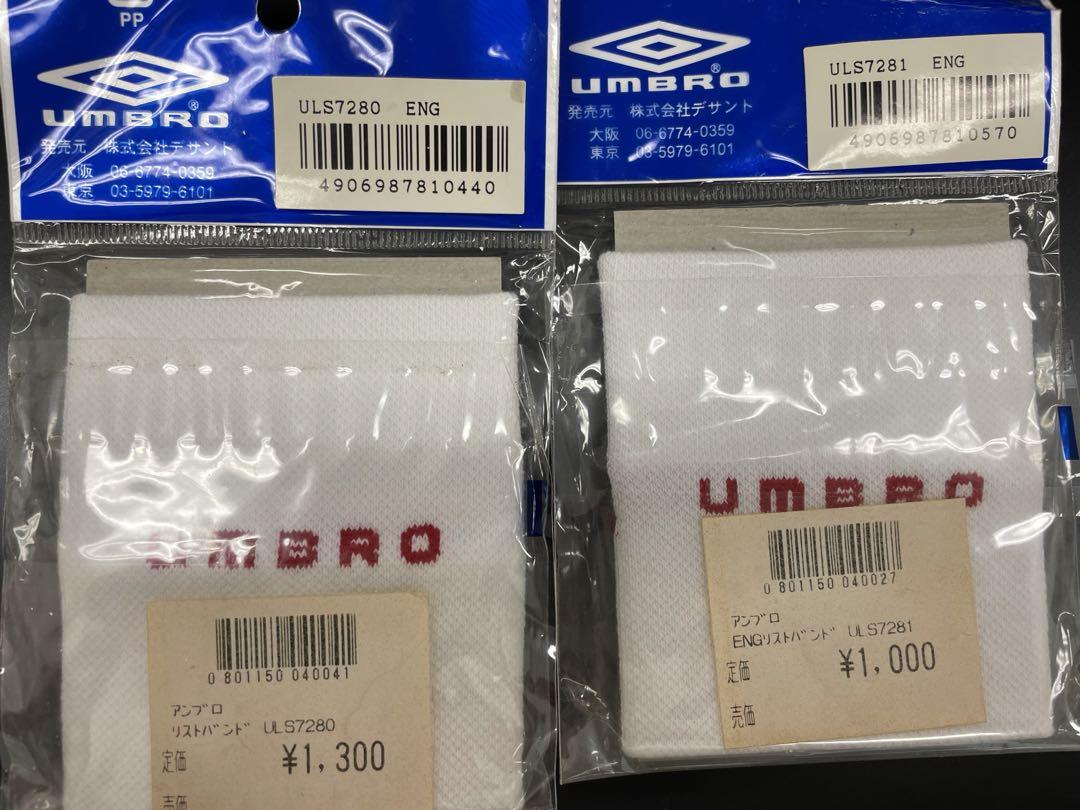 PP
UMBRO®
発売元 株式会社デサント
大阪 06-6774-0359
東京 03-5979-6101
ULS7280 ENG
4906987810440
UMBRO
0 801150 040041
アンブロ
リストバンド ULS7280
定価 ¥1,300
売価
UMBRO®
発売元 株式会社デサント
大阪 06-6774-0359
東京 03-5979-6101
ULS7281 ENG
4906987810570
UMBRO
0 801150 040027
アンブロ
ENGリストバンド ULS7281
定価 ¥1,000
売価